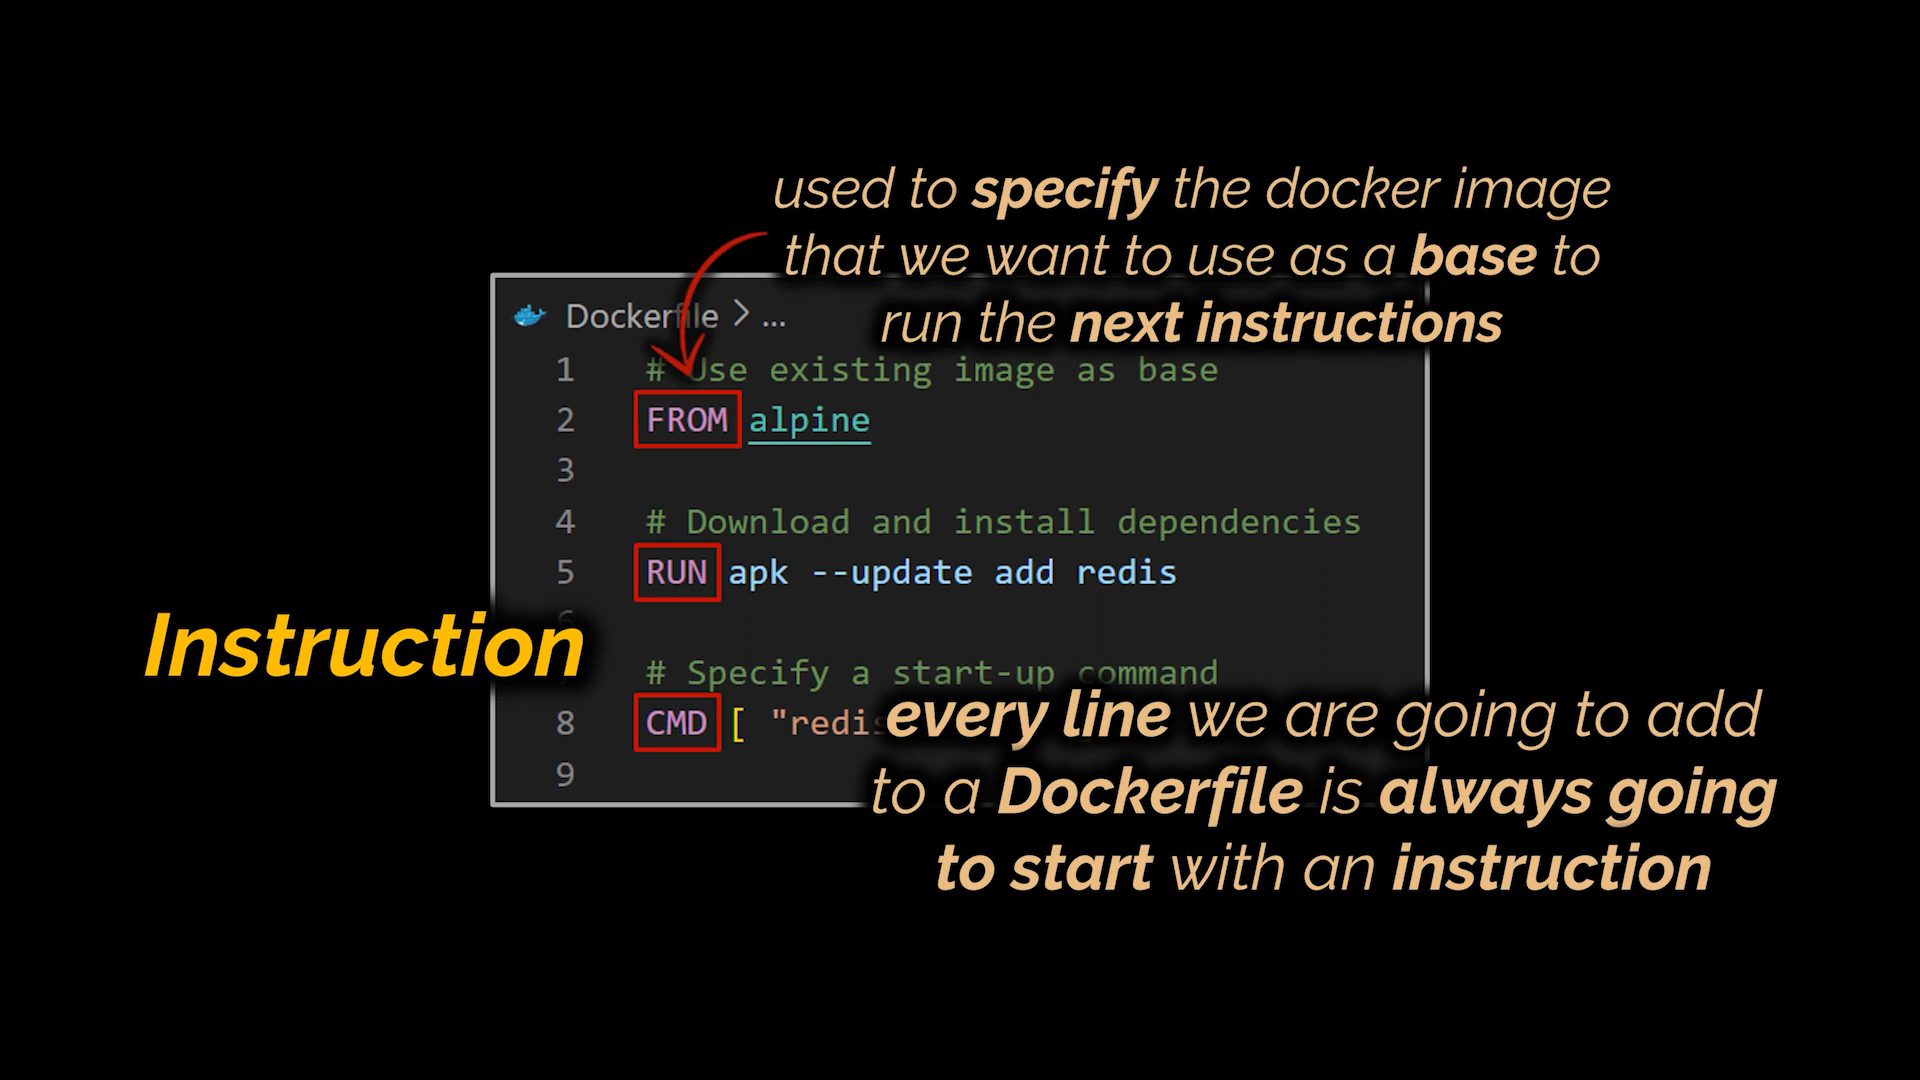 used to specify the docker image
that we want to use as a base to
run the next instructions
Dockerfile > ...
1 # Use existing image as base
2 FROM alpine
3
4 # Download and install dependencies
5 RUN apk --update add redis
Instruction
# Specify a start-up command
8 CMD [ "redis
9
every line we are going to add
to a Dockerfile is always going
to start with an instruction